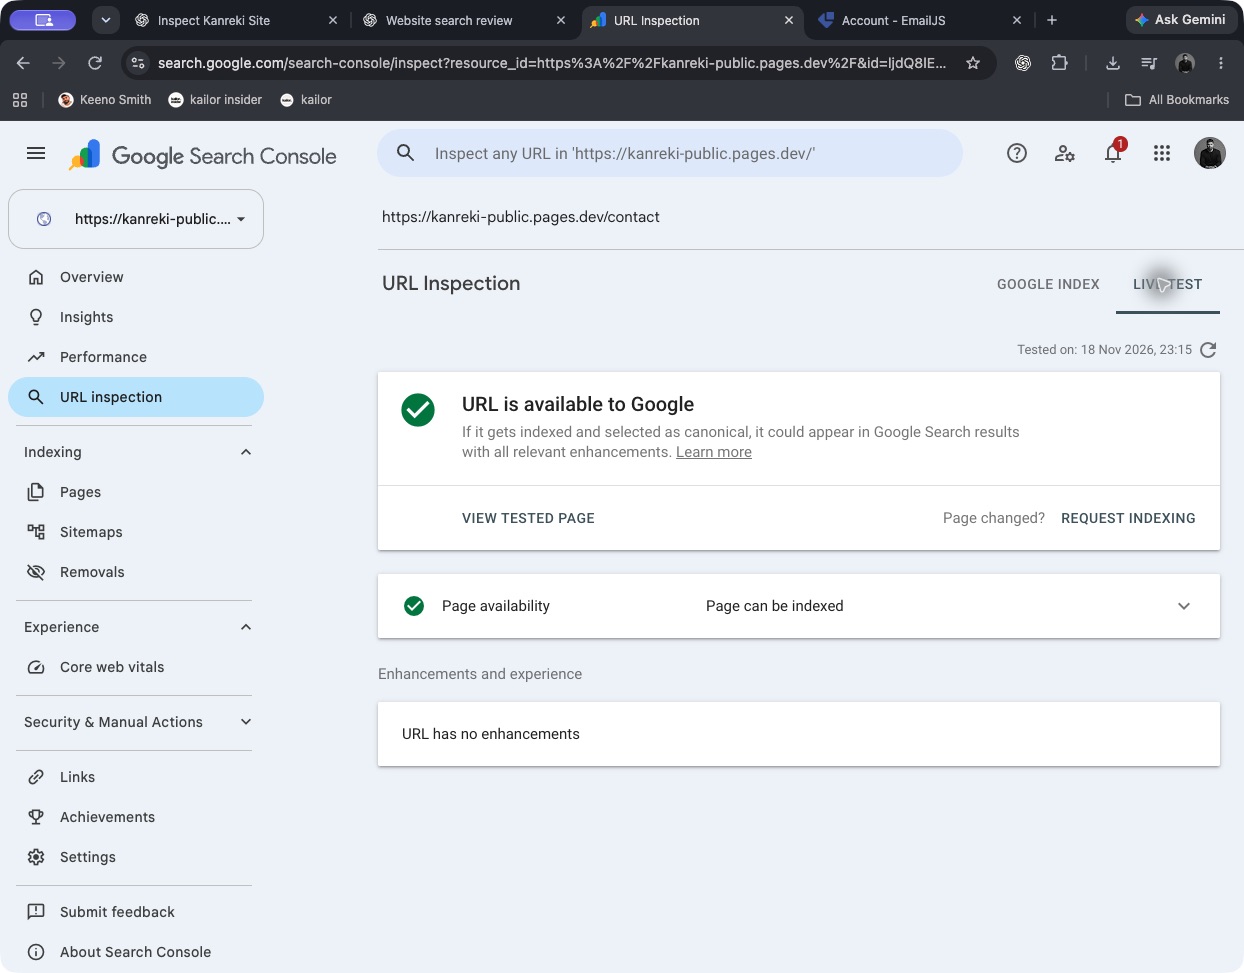 Inspect Kanreki Site
Website search review
URL Inspection
Account - EmailJS
Ask Gemini
search.google.com/search-console/inspect?resource_id=https%3A%2F%2Fkanreki-public.pages.dev%2F&id=ljdQ8lE...
Keeno Smith
kailor insider
kailor
All Bookmarks
Google Search Console
Inspect any URL in 'https://kanreki-public.pages.dev/'
1
https://kanreki-public....
https://kanreki-public.pages.dev/contact
Overview
Insights
Performance
URL inspection
Indexing
Pages
Sitemaps
Removals
Experience
Core web vitals
Security & Manual Actions
Links
Achievements
Settings
Submit feedback
About Search Console
URL Inspection
GOOGLE INDEX
LIVE TEST
Tested on: 18 Nov 2026, 23:15
URL is available to Google
If it gets indexed and selected as canonical, it could appear in Google Search results
with all relevant enhancements. Learn more
VIEW TESTED PAGE
Page changed?
REQUEST INDEXING
Page availability
Page can be indexed
Enhancements and experience
URL has no enhancements